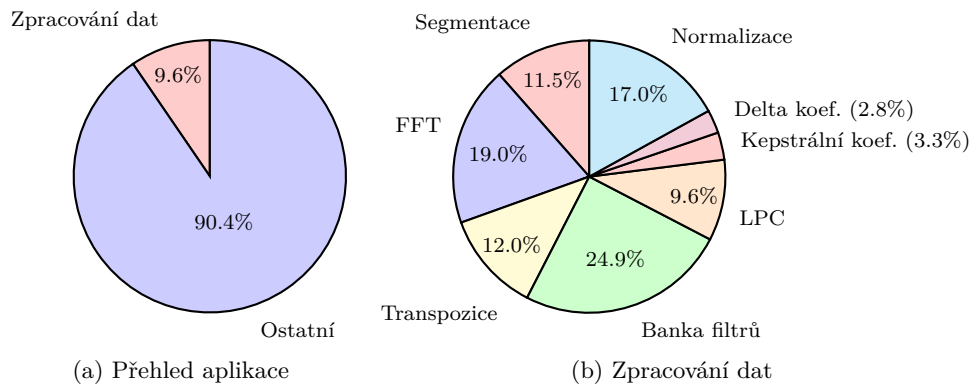 Zpracování dat
9.6%
90.4%
Ostatní
(a) Přehled aplikace
Segmentace
Normalizace
11.5%
17.0%
Delta koef. (2.8%)
FFT
Kepstrální koef. (3.3%)
19.0%
9.6%
LPC
12.0%
24.9%
Transpozice
Banka filtrů
(b) Zpracování dat